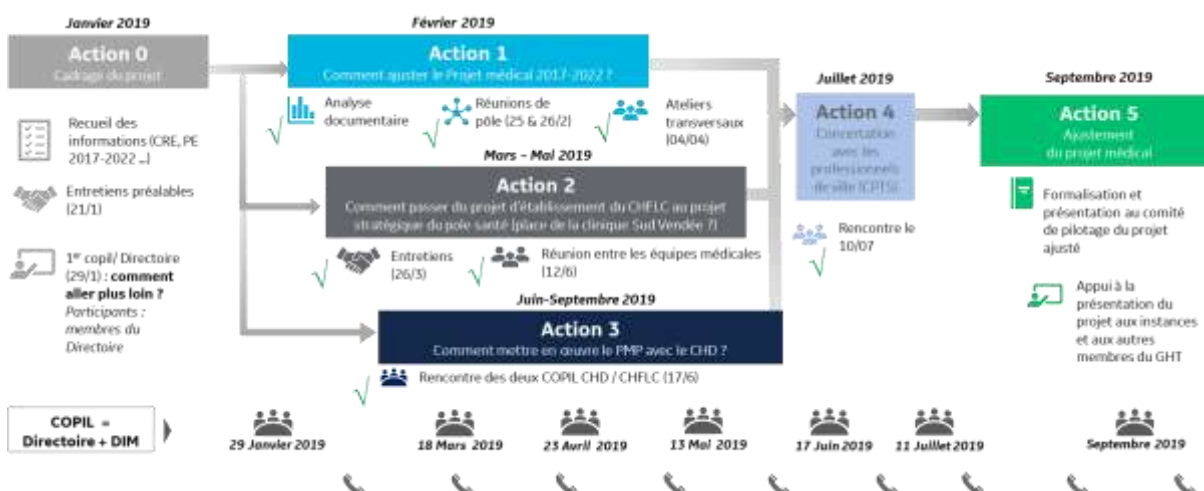 Janvier 2019
Action 0
Cadrage du projet
Recueil des
informations (CRE, PE
2017-2022 ...)
Entretiens préalables
(21/1)
1er copil/ Directoire
(29/1) : comment
aller plus loin ?
Participants :
membres du
Directoire
Février 2019
Action 1
Comment ajuster le Projet médical 2017-2022 ?
Analyse
documentaire
Réunions de
pôle (25 & 26/2)
Ateliers
transversaux
(04/04)
Mars - Mai 2019
Action 2
Comment passer du projet d'établissement du CHFLC au projet
stratégique du pole santé (place de la clinique Sud Vendée ?)
Entretiens
(26/3)
Réunion entre les équipes médicales
(12/6)
Juin-Septembre 2019
Action 3
Comment mettre en œuvre le PMP avec le CHD ?
Rencontre des deux COPIL CHD / CHFLC (17/6)
Juillet 2019
Action 4
Concertation
avec les
professionnels
de ville (CPTS)
Rencontre le
10/07
Septembre 2019
Action 5
Ajustement
du projet médical
Formalisation et
présentation au comité
de pilotage du projet
ajusté
Appui à la
présentation du
projet aux instances
et aux autres
membres du GHT
COPIL =
Directoire + DIM
29 Janvier 2019
18 Mars 2019
23 Avril 2019
13 Mai 2019
17 Juin 2019
11 Juillet 2019
Septembre 2019